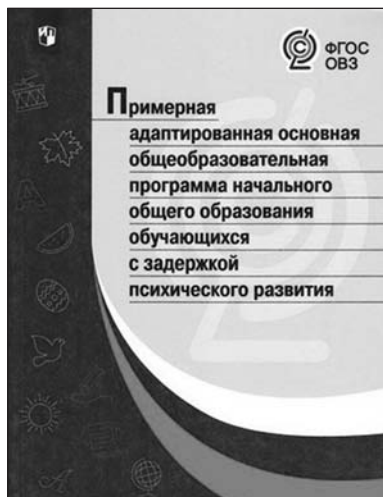 ФГОС
ОВЗ
Примерная
адаптированная основная
общеобразовательная
программа начального
общего образования
обучающихся
с задержкой
психического развития